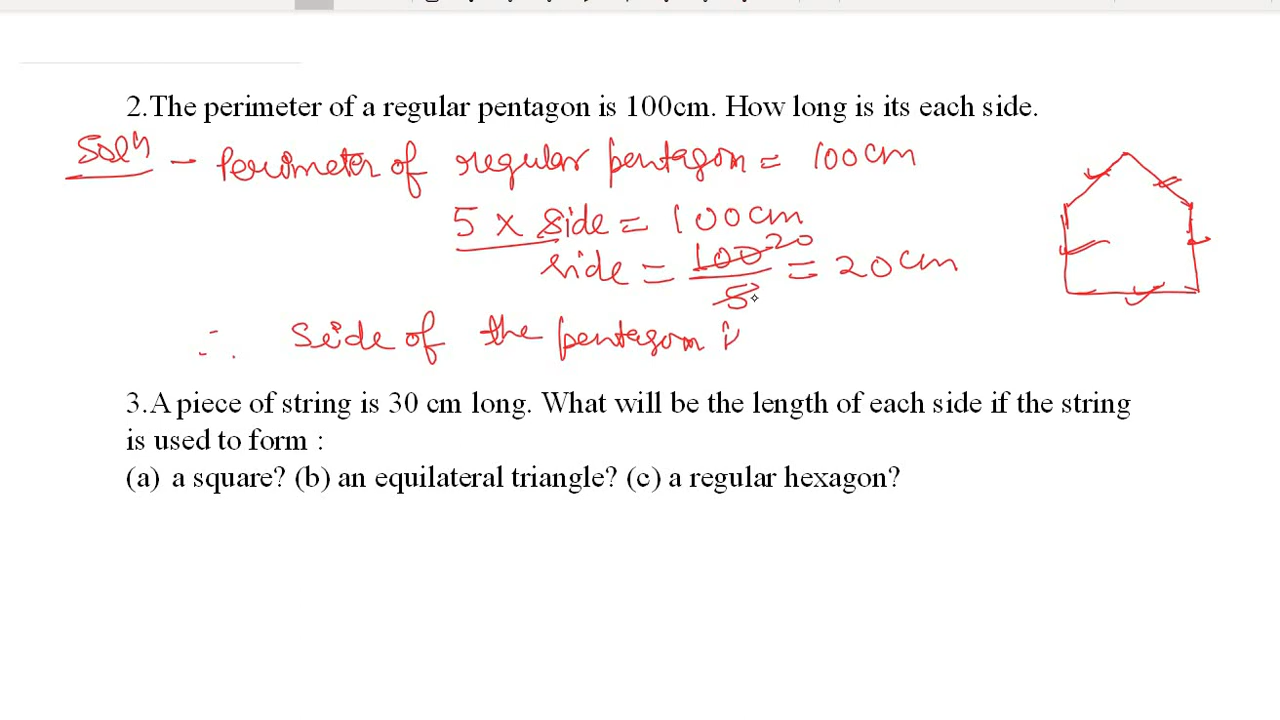 2.The perimeter of a regular pentagon is 100cm. How long is its each side.
Soln - Perimeter of regular pentagon = 100cm
5 x side = 100cm
side = 100/5 20 = 20cm
∴ Side of the pentagon is
3.A piece of string is 30 cm long. What will be the length of each side if the string
is used to form :
(a) a square? (b) an equilateral triangle? (c) a regular hexagon?